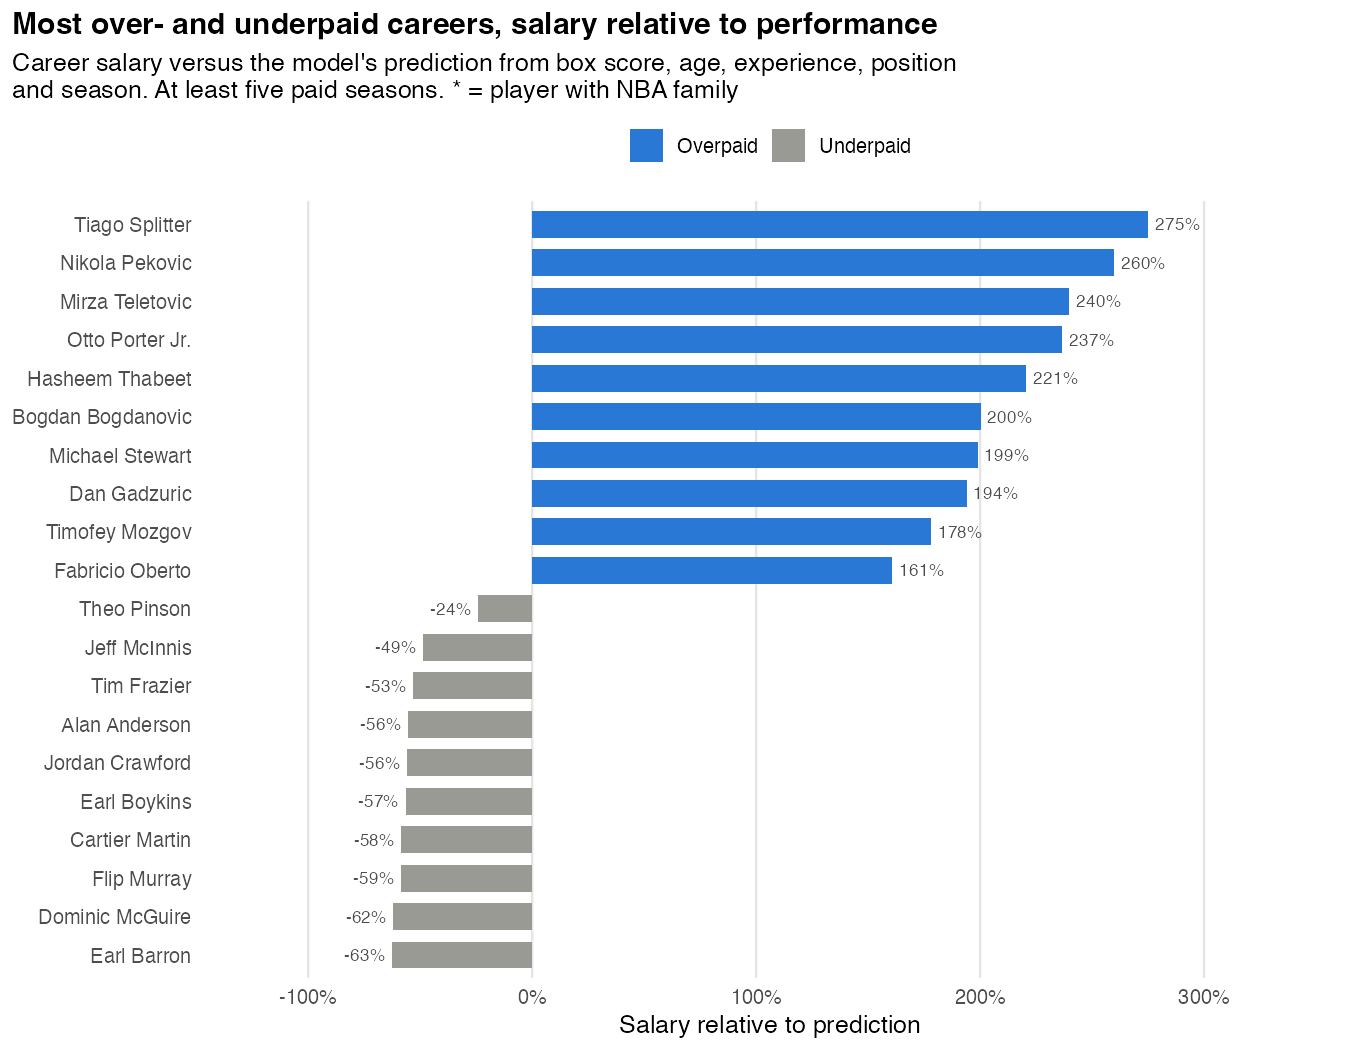 Most over- and underpaid careers, salary relative to performance
Career salary versus the model's prediction from box score, age, experience, position
and season. At least five paid seasons. * = player with NBA family
Overpaid
Underpaid
Tiago Splitter 275%
Nikola Pekovic 260%
Mirza Teletovic 240%
Otto Porter Jr. 237%
Hasheem Thabeet 221%
Bogdan Bogdanovic 200%
Michael Stewart 199%
Dan Gadzuric 194%
Timofey Mozgov 178%
Fabricio Oberto 161%
Theo Pinson -24%
Jeff McInnis -49%
Tim Frazier -53%
Alan Anderson -56%
Jordan Crawford -56%
Earl Boykins -57%
Cartier Martin -58%
Flip Murray -59%
Dominic McGuire -62%
Earl Barron -63%
-100% 0% 100% 200% 300%
Salary relative to prediction